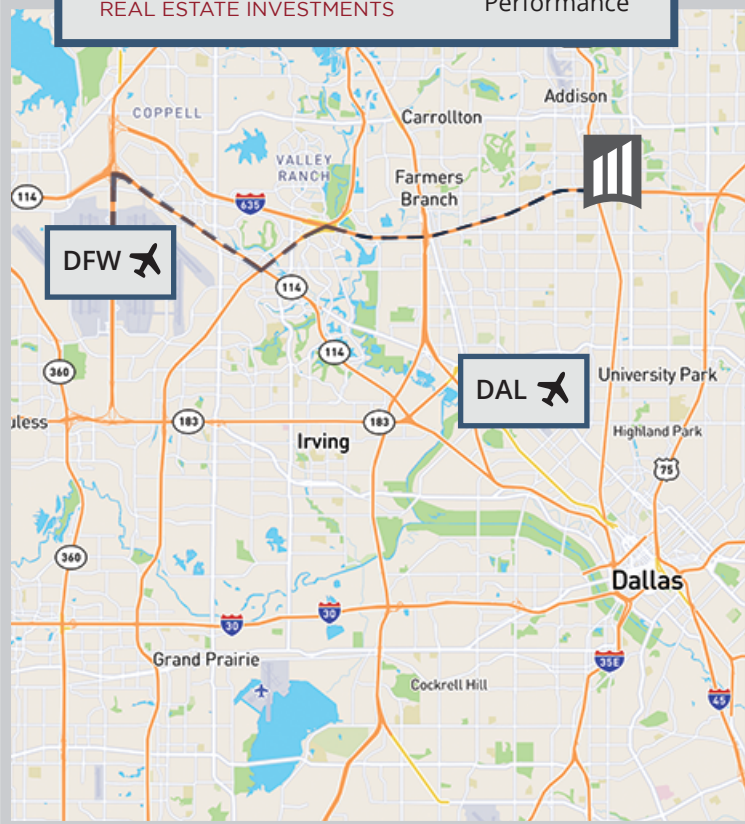 REAL ESTATE INVESTMENTS
Performance
COPPELL
Carrollton
Addison
VALLEY
RANCH
Farmers
Branch
114
635
DFW
114
114
360
DAL
University Park
uless
183
183
Irving
Highland Park
75
360
Dallas
30
30
Grand Prairie
35E
Cockrell Hill
45